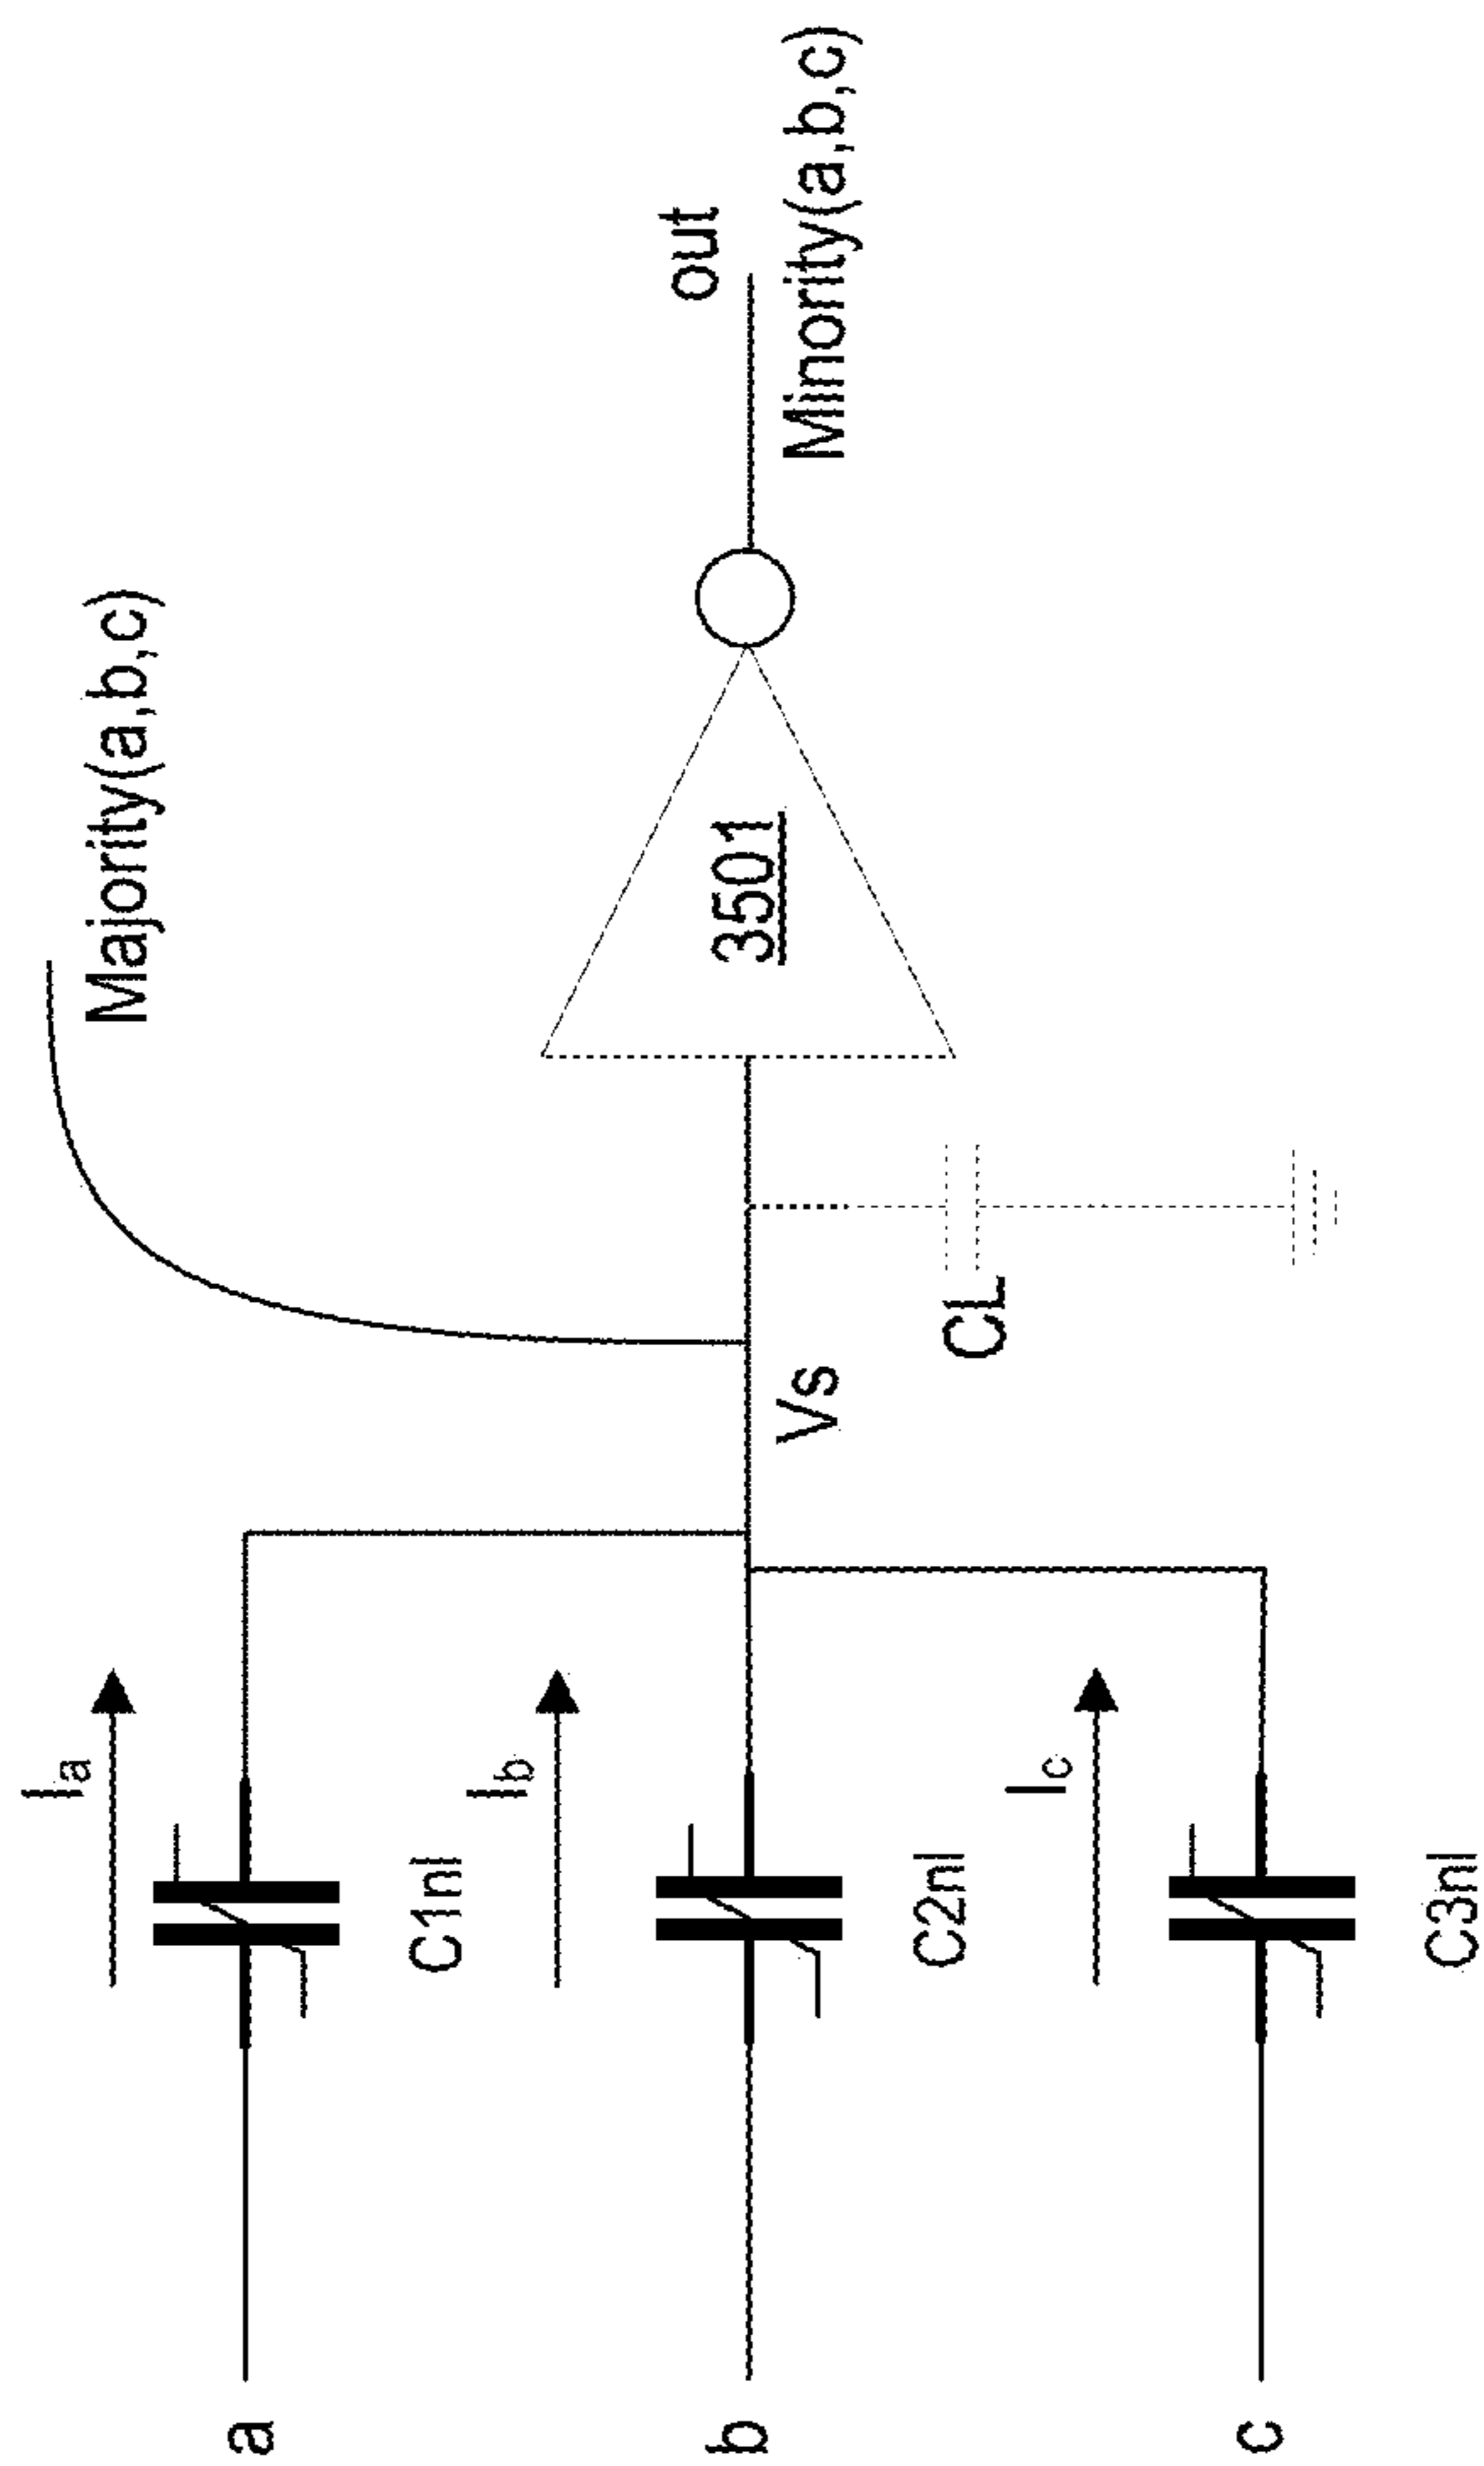 Majority(a,b,c)
Ia
a
C1nl
Ib
b
C2nl
Vs
3501
out
Minority(a,b,c)
CL
Ic
c
C3nl